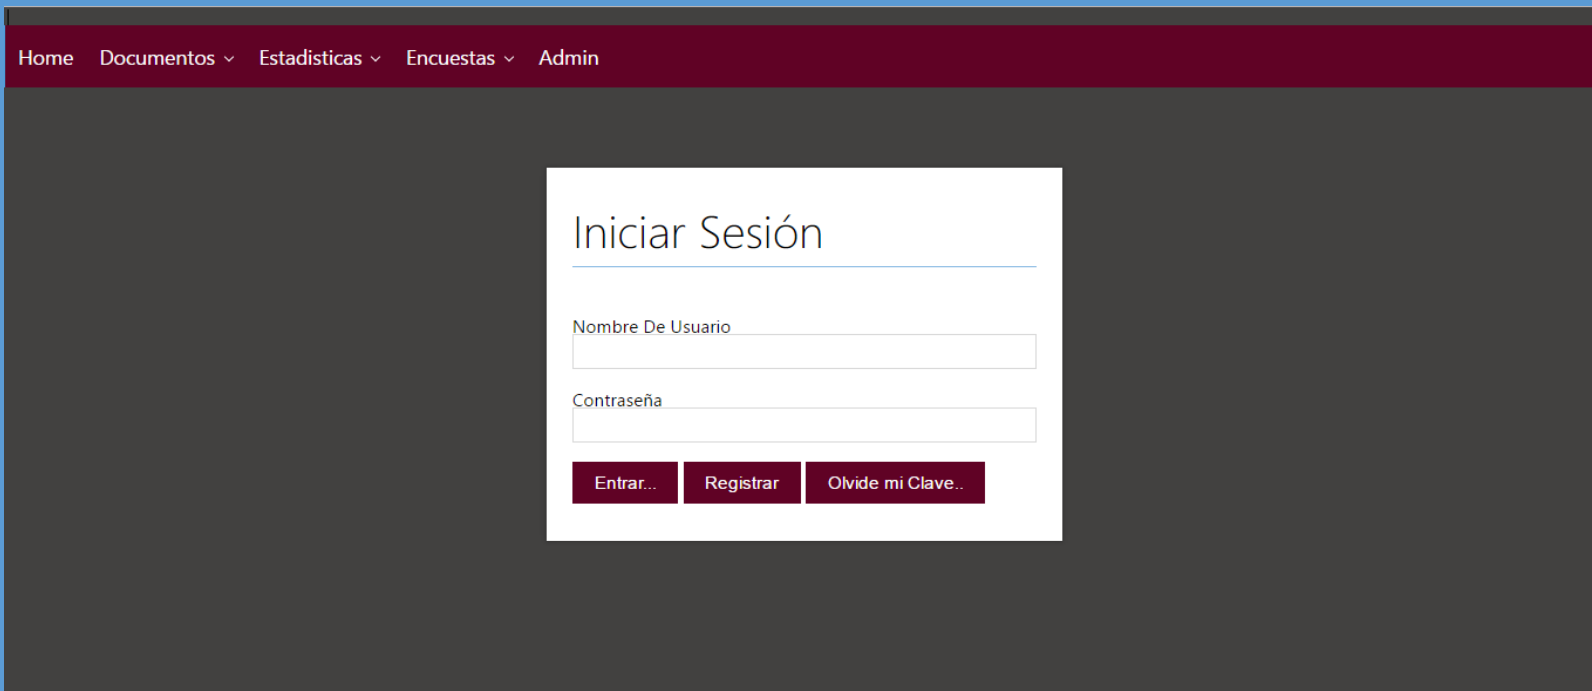 Home Documentos Estadisticas Encuestas Admin
Iniciar Sesión
Nombre De Usuario
Contraseña
Entrar... Registrar Olvide mi Clave..